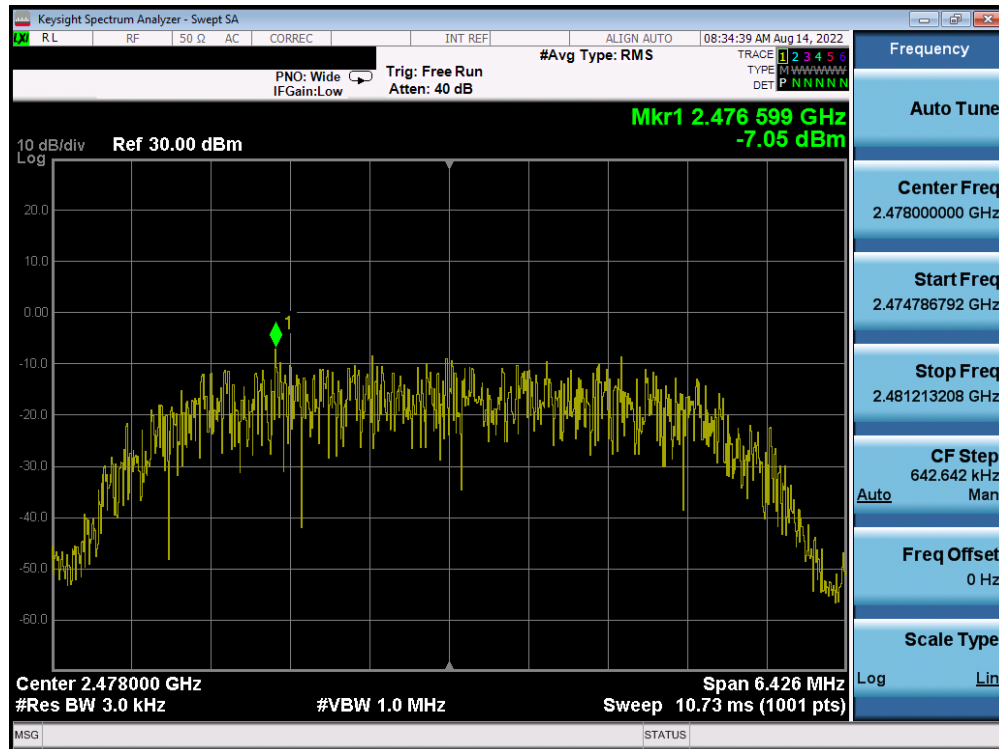 Keysight Spectrum Analyzer - Swept SA
LXI RL RF 50 Ω AC CORREC INT REF ALIGN AUTO 08:34:39 AM Aug 14, 2022
#Avg Type: RMS TRACE 1 2 3 4 5 6
PNO: Wide Trig: Free Run TYPE M W W W W W
IFGain:Low Atten: 40 dB DET P N N N N N
Mkr1 2.476 599 GHz
-7.05 dBm
10 dB/div Ref 30.00 dBm
Log
20.0
10.0
0.00
1
-10.0
-20.0
-30.0
-40.0
-50.0
-60.0
Center 2.478000 GHz Span 6.426 MHz
#Res BW 3.0 kHz #VBW 1.0 MHz Sweep 10.73 ms (1001 pts)
MSG STATUS
Frequency
Auto Tune
Center Freq
2.478000000 GHz
Start Freq
2.474786792 GHz
Stop Freq
2.481213208 GHz
CF Step
642.642 kHz
Auto Man
Freq Offset
0 Hz
Scale Type
Log Lin